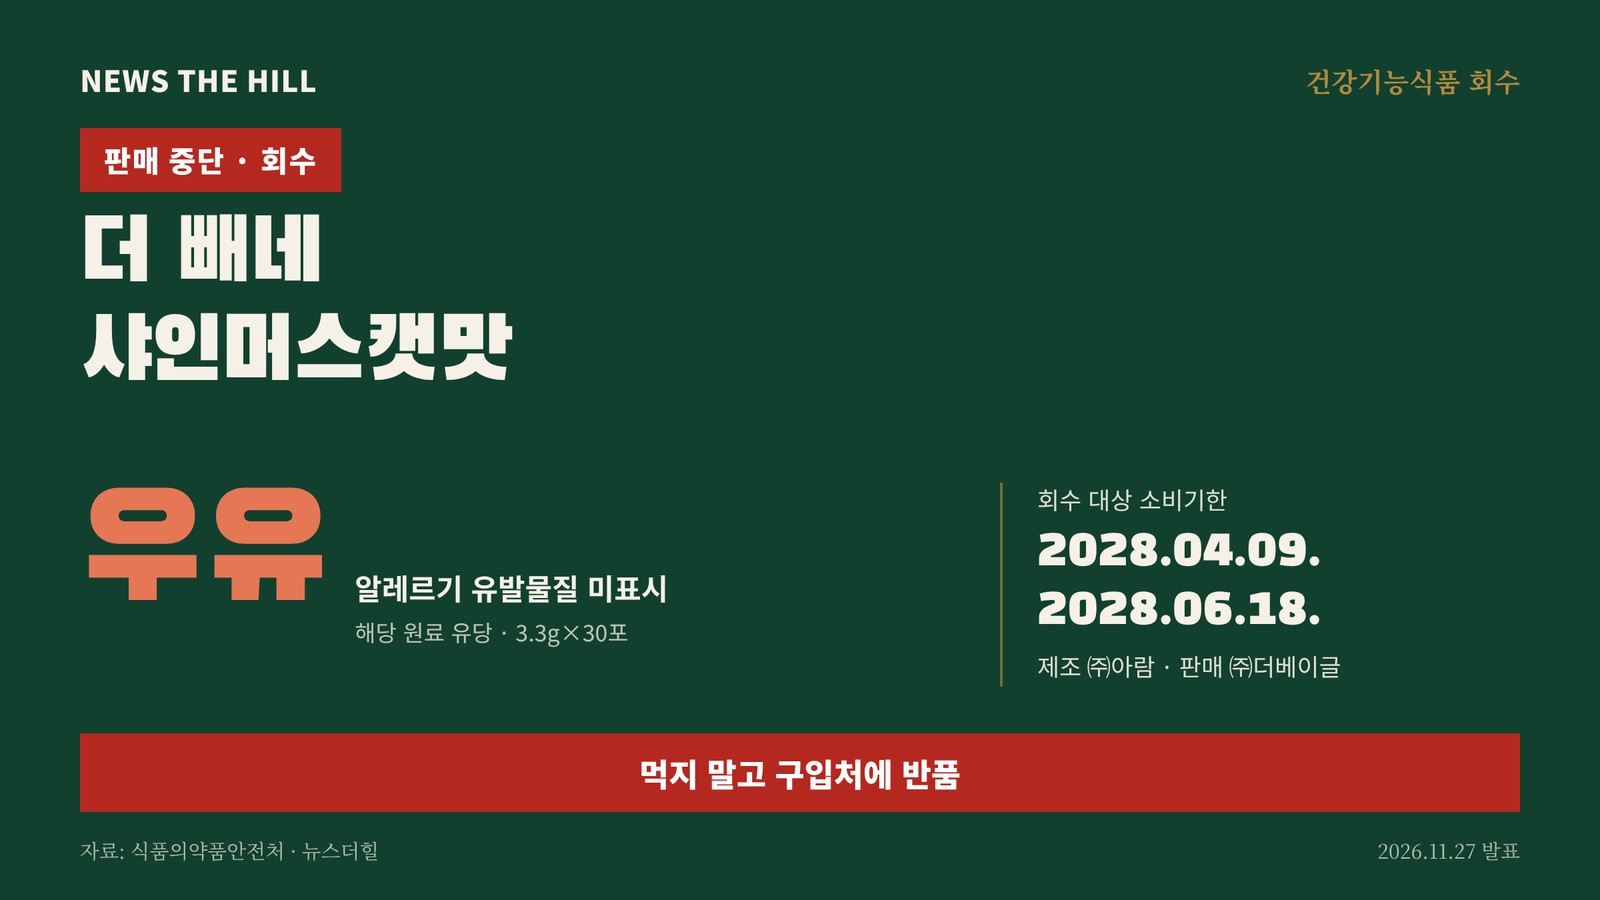 NEWS THE HILL
건강기능식품 회수
판매 중단 · 회수
더 빼네
샤인머스캣맛
우유
알레르기 유발물질 미표시
해당 원료 유당 · 3.3g×30포
회수 대상 소비기한
2028.04.09.
2028.06.18.
제조 ㈜아람 · 판매 ㈜더베이글
먹지 말고 구입처에 반품
자료: 식품의약품안전처 · 뉴스더힐
2026.11.27 발표